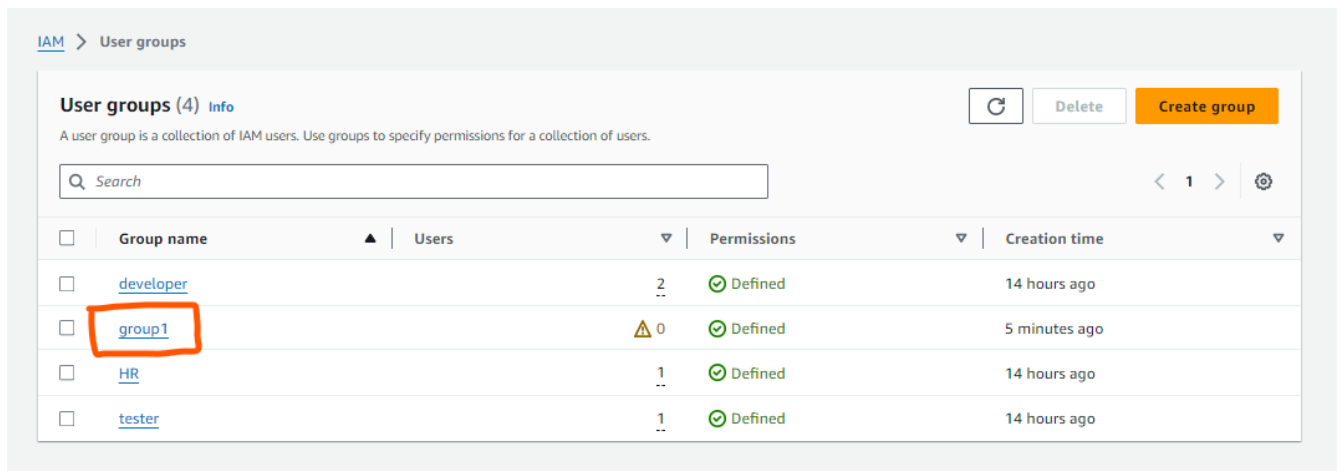 IAM > User groups
User groups (4) Info
Delete
Create group
A user group is a collection of IAM users. Use groups to specify permissions for a collection of users.
Search
1
Group name Users Permissions Creation time
developer 2 Defined 14 hours ago
group1 0 Defined 5 minutes ago
HR 1 Defined 14 hours ago
tester 1 Defined 14 hours ago